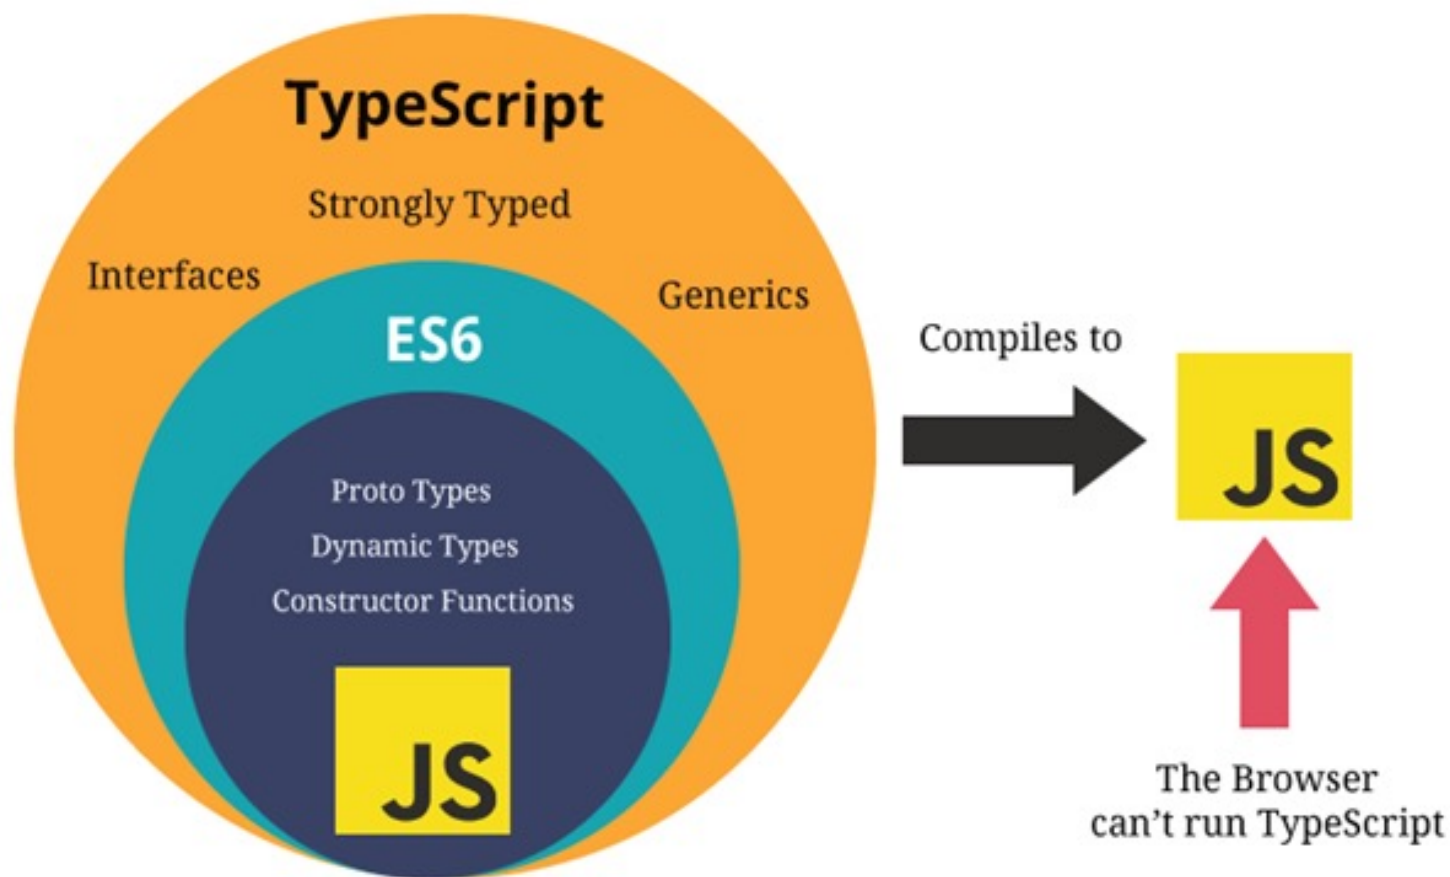 TypeScript
Strongly Typed
Interfaces
Generics
ES6
Proto Types
Dynamic Types
Constructor Functions
JS
Compiles to
JS
The Browser
can’t run TypeScript